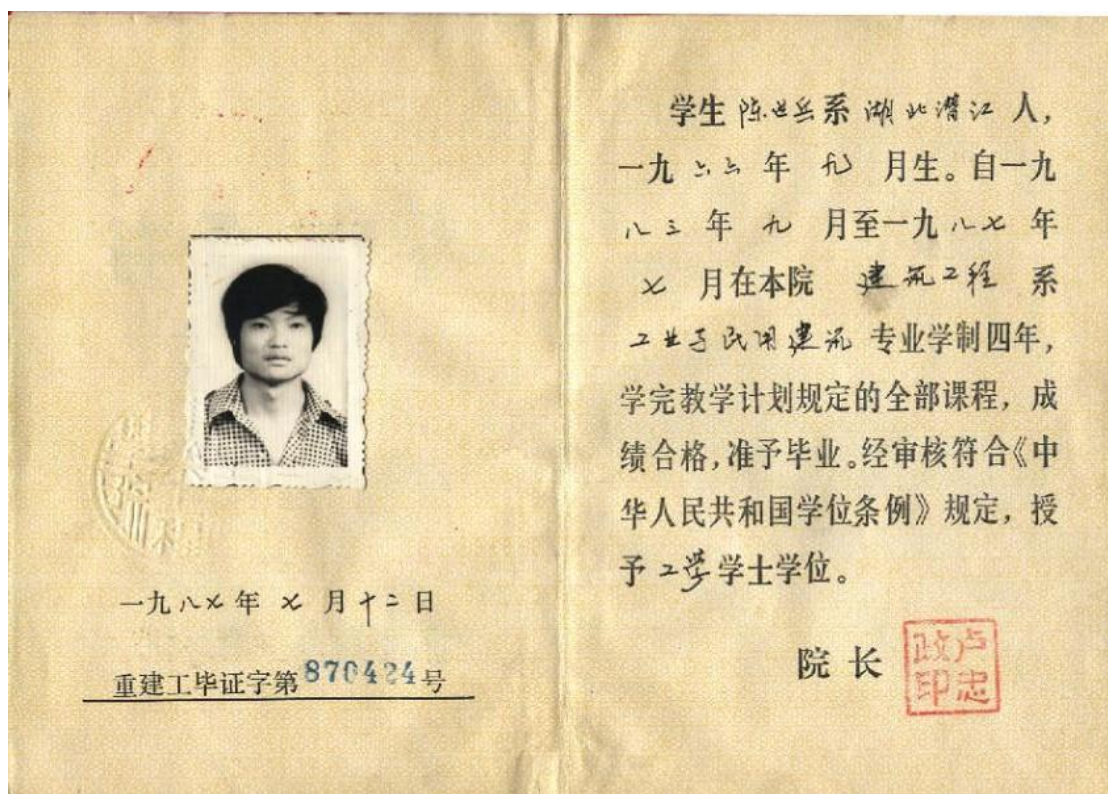 一九八七年七月十二日
重建工毕证字第870424号
学生陈世岳系湖北潜江人,
一九六六年九月生。自一九
八三年九月至一九八七年
七月在本院建筑工程系
工业与民用建筑专业学制四年,
学完教学计划规定的全部课程,成
绩合格,准予毕业。经审核符合《中
华人民共和国学位条例》规定,授
予工学学士学位。
院长
卢忠政印